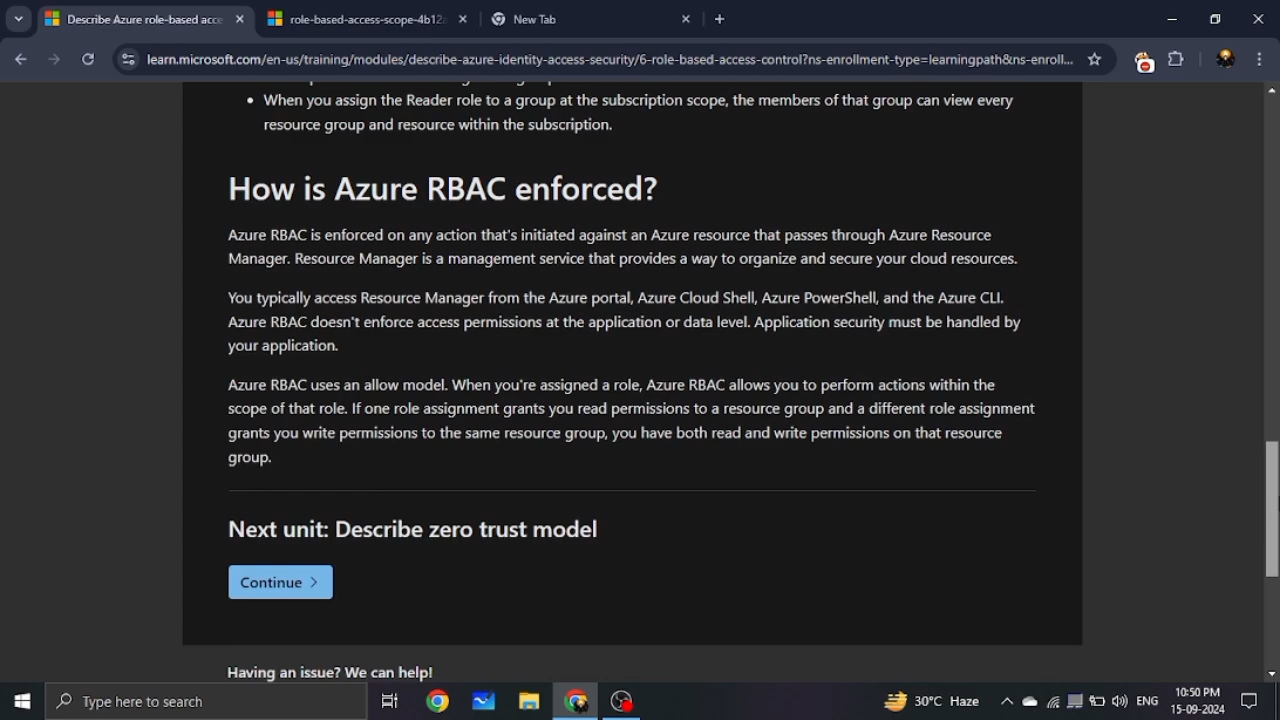 Describe Azure role-based acce
role-based-access-scope-4b12a
New Tab
learn.microsoft.com/en-us/training/modules/describe-azure-identity-access-security/6-role-based-access-control?ns-enrollment-type=learningpath&ns-enroll...
When you assign the Reader role to a group at the subscription scope, the members of that group can view every
resource group and resource within the subscription.
How is Azure RBAC enforced?
Azure RBAC is enforced on any action that's initiated against an Azure resource that passes through Azure Resource
Manager. Resource Manager is a management service that provides a way to organize and secure your cloud resources.
You typically access Resource Manager from the Azure portal, Azure Cloud Shell, Azure PowerShell, and the Azure CLI.
Azure RBAC doesn't enforce access permissions at the application or data level. Application security must be handled by
your application.
Azure RBAC uses an allow model. When you're assigned a role, Azure RBAC allows you to perform actions within the
scope of that role. If one role assignment grants you read permissions to a resource group and a different role assignment
grants you write permissions to the same resource group, you have both read and write permissions on that resource
group.
Next unit: Describe zero trust model
Continue
Having an issue? We can help!
Type here to search
30°C Haze
ENG
10:50 PM
15-09-2024